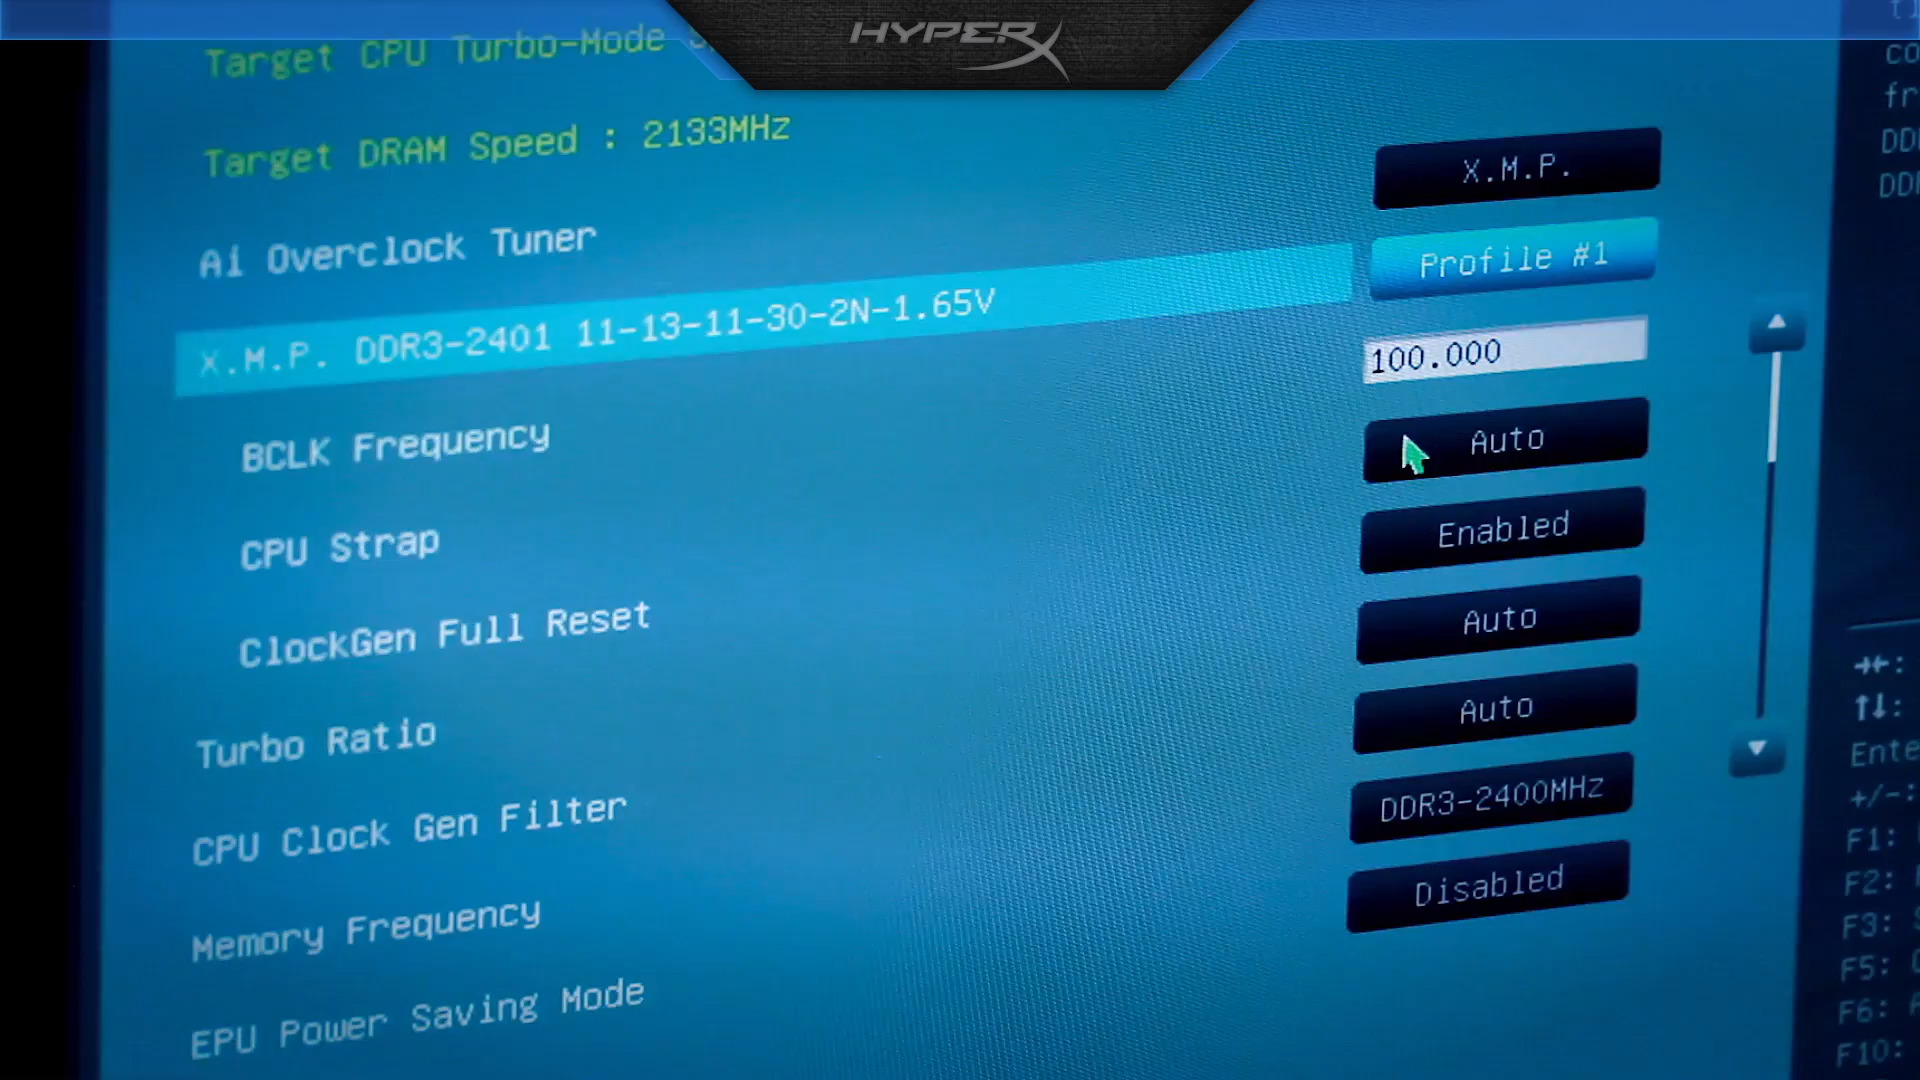 HYPERX
Target CPU Turbo-Mode
Target DRAM Speed : 2133MHz
Ai Overclock Tuner X.M.P.
X.M.P. DDR3-2401 11-13-11-30-2N-1.65V Profile #1
BCLK Frequency 100.000
CPU Strap Auto
ClockGen Full Reset Enabled
Turbo Ratio Auto
CPU Clock Gen Filter Auto
Memory Frequency DDR3-2400MHz
EPU Power Saving Mode Disabled
→←:
↑↓:
+/-:
F1:
F2:
F3:
F5:
F6:
F10: